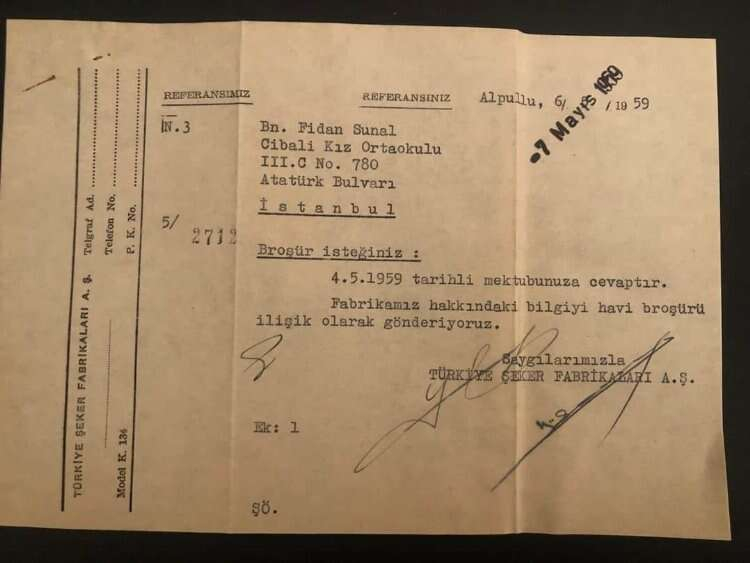 REFERANSIMIZ
REFERANSINIZ
Alpullu, 6/ /1959
-7 Mayıs 1959
N.3
Bn. Fidan Sunal
Cibali Kız Ortaokulu
III.C No. 780
Atatürk Bulvarı
İstanbul
5/
2712
Broşür isteğiniz :
4.5.1959 tarihli mektubunuza cevaptır.
Fabrikamız hakkındaki bilgiyi havi broşürü
ilişik olarak gönderiyoruz.
Saygılarımızla
TÜRKİYE ŞEKER FABRİKALARI A.Ş.
Ek: 1
ŞÖ.
TÜRKİYE ŞEKER FABRİKALARI A. Ş.
Model K. 134
Telgraf Ad.
Telefon No.
P. K. No.